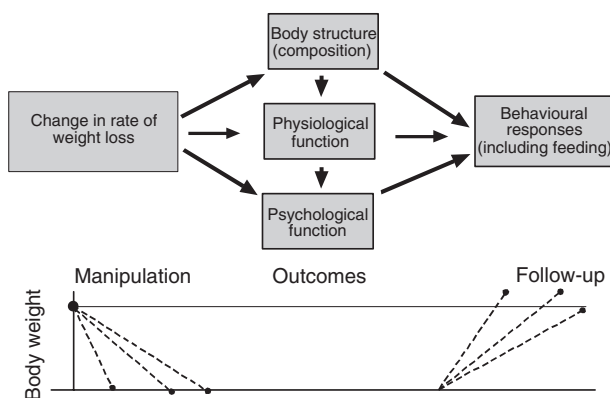 Body structure
(composition)
Change in rate of
weight loss
Physiological
function
Behavioural
responses
(including feeding)
Psychological
function
Manipulation
Outcomes
Follow-up
Body weight